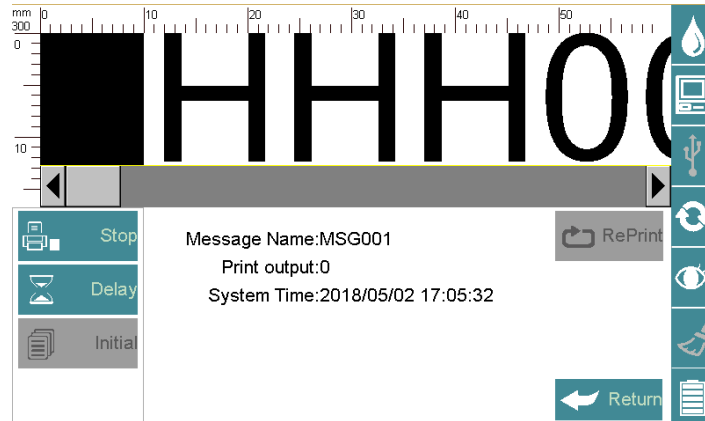 mm 0 10 20 30 40 50
300
0
HHH00
10
Stop
Message Name:MSG001
RePrint
Print output:0
Delay
System Time:2018/05/02 17:05:32
Initial
Return